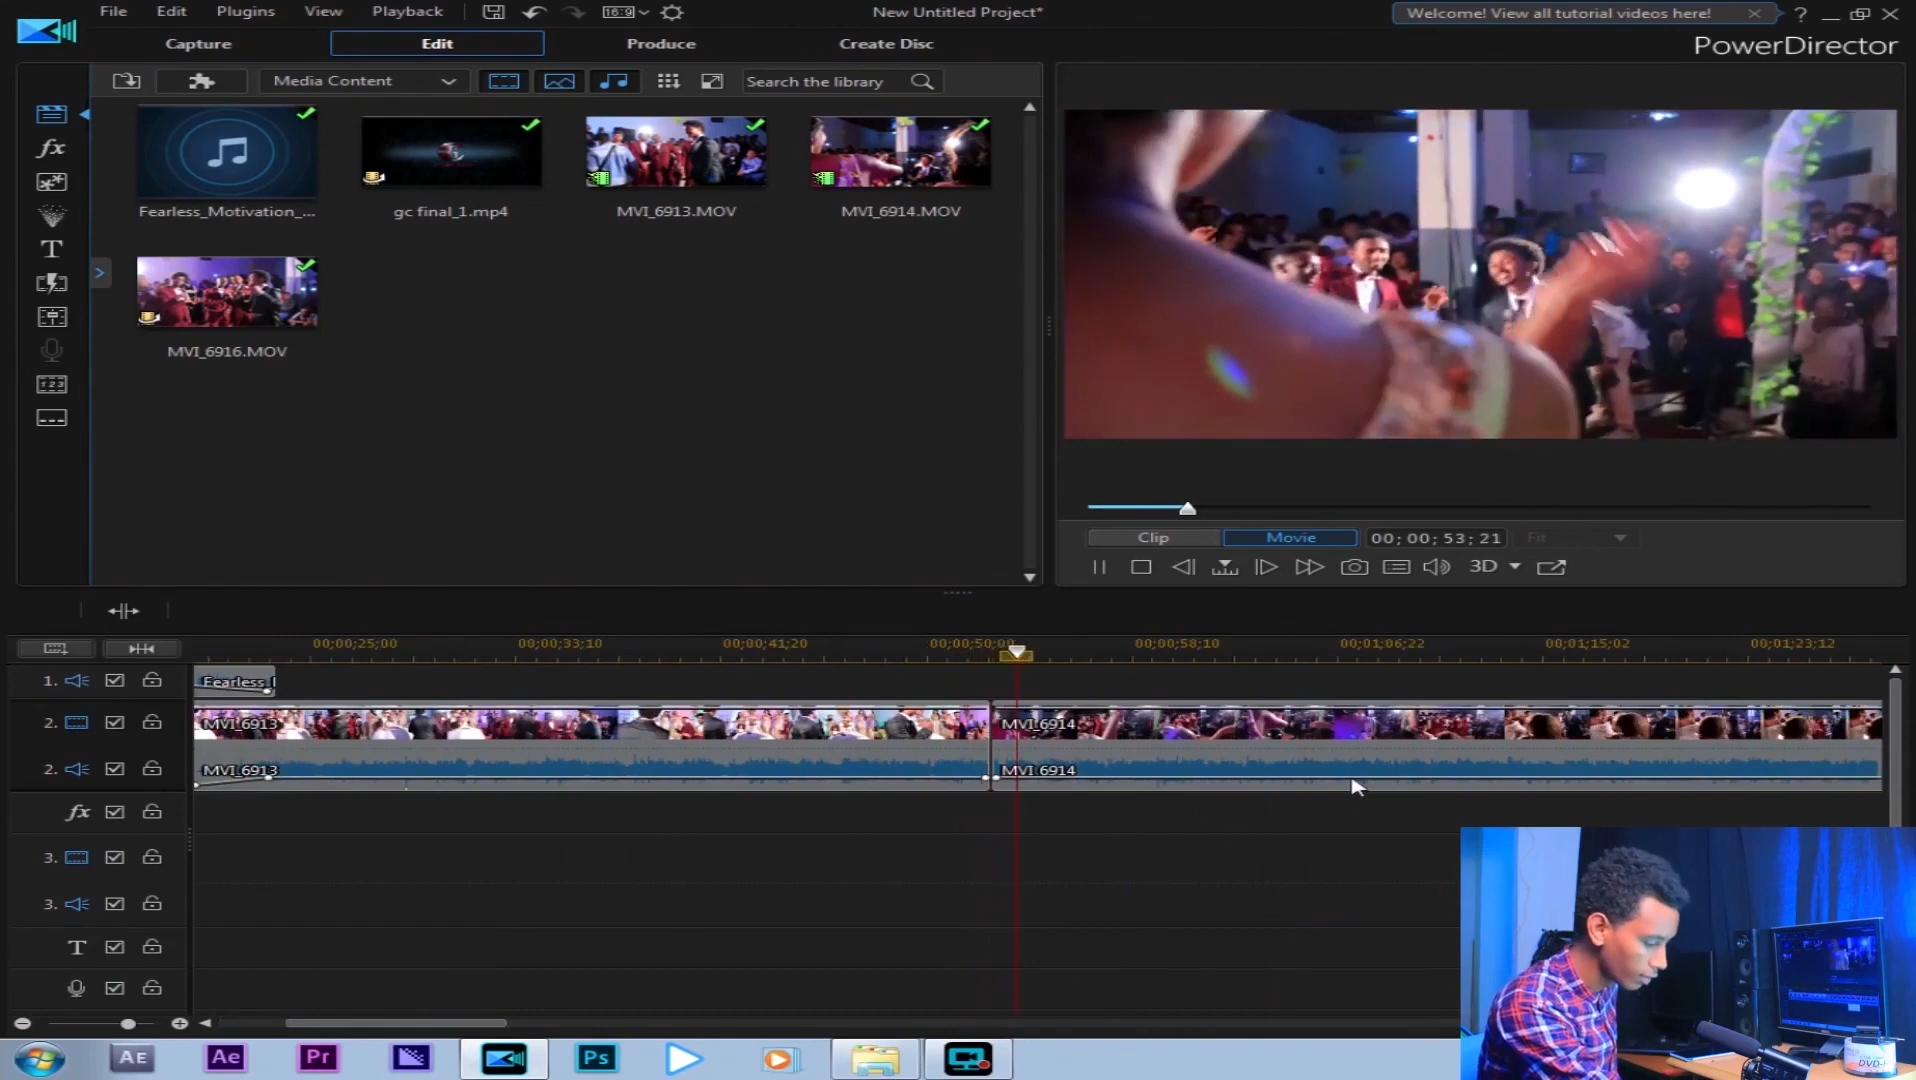 File Edit Plugins View Playback 16:9 New Untitled Project* Welcome! View all tutorial videos here! ?
Capture Edit Produce Create Disc PowerDirector
Media Content Search the library
Fearless_Motivation_... gc final_1.mp4 MVI_6913.MOV MVI_6914.MOV
MVI_6916.MOV
Clip Movie 00;00;53;21 Fit
3D
00;00;25;00 00;00;33;10 00;00;41;20 00;00;50;00 00;00;58;10 00;01;06;22 00;01;15;02 00;01;23;12
1. Fearless
2. MVI_6913 MVI_6914
2. MVI_6913 MVI_6914
fx
3.
3.
T
AE Ae Pr Ps